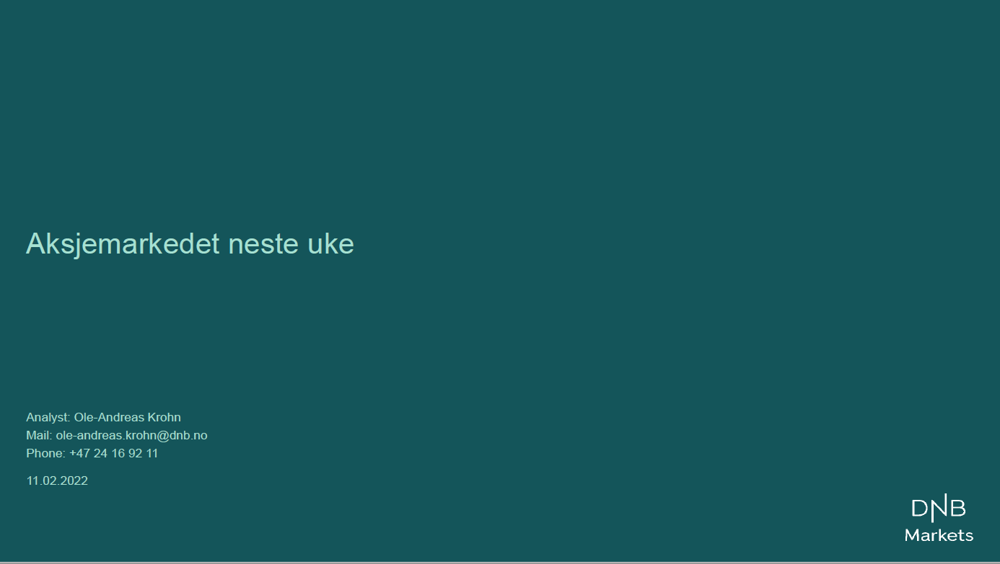 Aksjemarkedet neste uke
Analyst: Ole-Andreas Krohn
Mail: ole-andreas.krohn@dnb.no
Phone: +47 24 16 92 11
11.02.2022
DNB
Markets